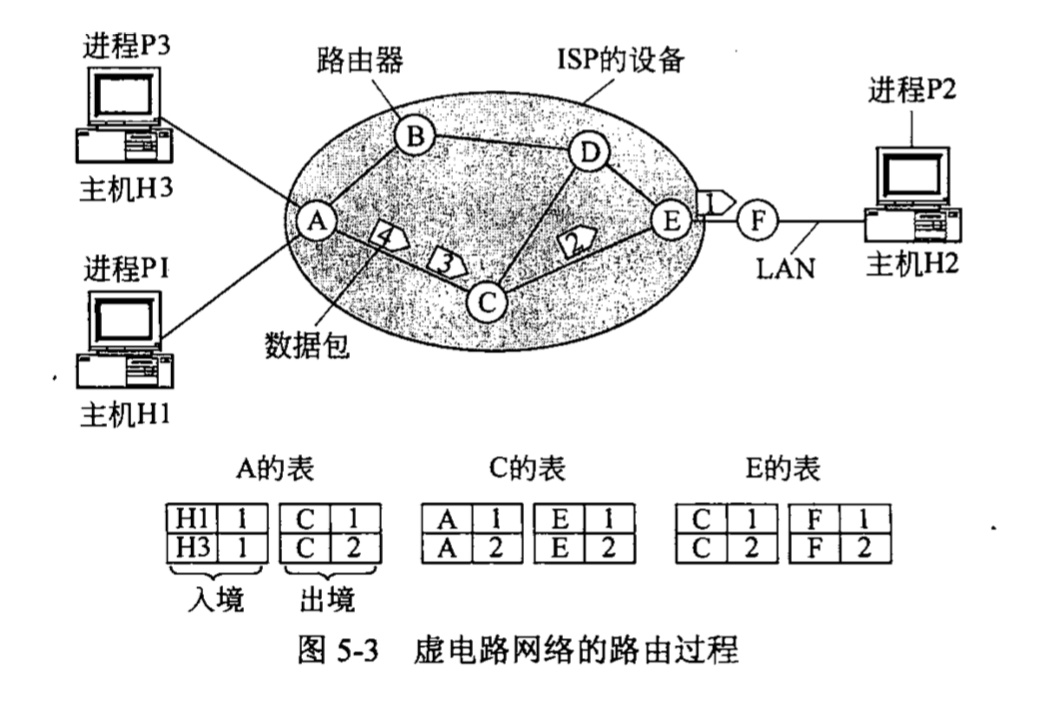 进程P3
路由器
ISP的设备
进程P2
B
D
主机H3
A
4
3
2
E
1
F
C
LAN
主机H2
进程P1
数据包
主机H1
A的表
C的表
E的表
H1 1 C 1
A 1 E 1
C 1 F 1
H3 1 C 2
A 2 E 2
C 2 F 2
入境
出境
图 5-3 虚电路网络的路由过程